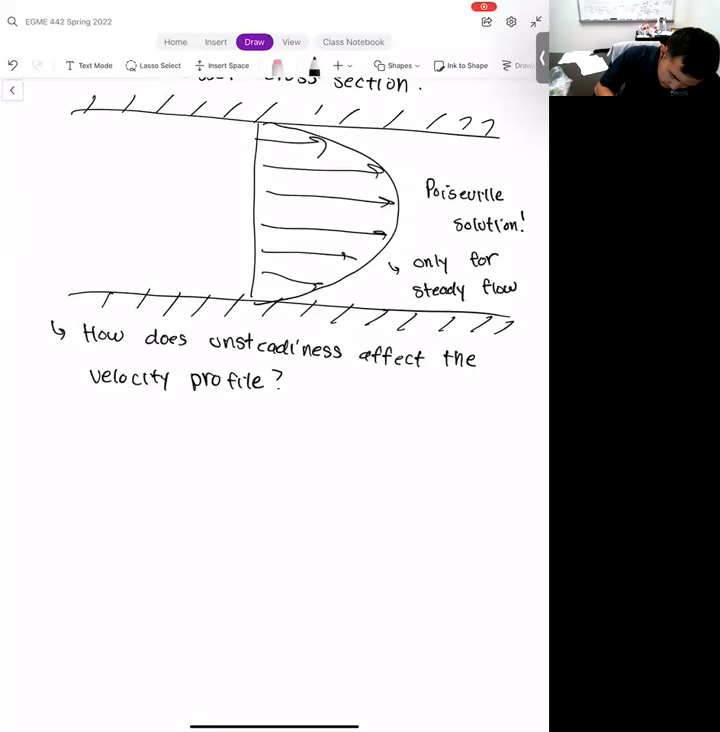 EGME 442 Spring 2022
Home Insert Draw View Class Notebook
Text Mode Lasso Select Insert Space Shapes Ink to Shape
section.
Poiseuille
solution!
↳ only for
steady flow
↳ How does unsteadiness affect the
velocity profile?